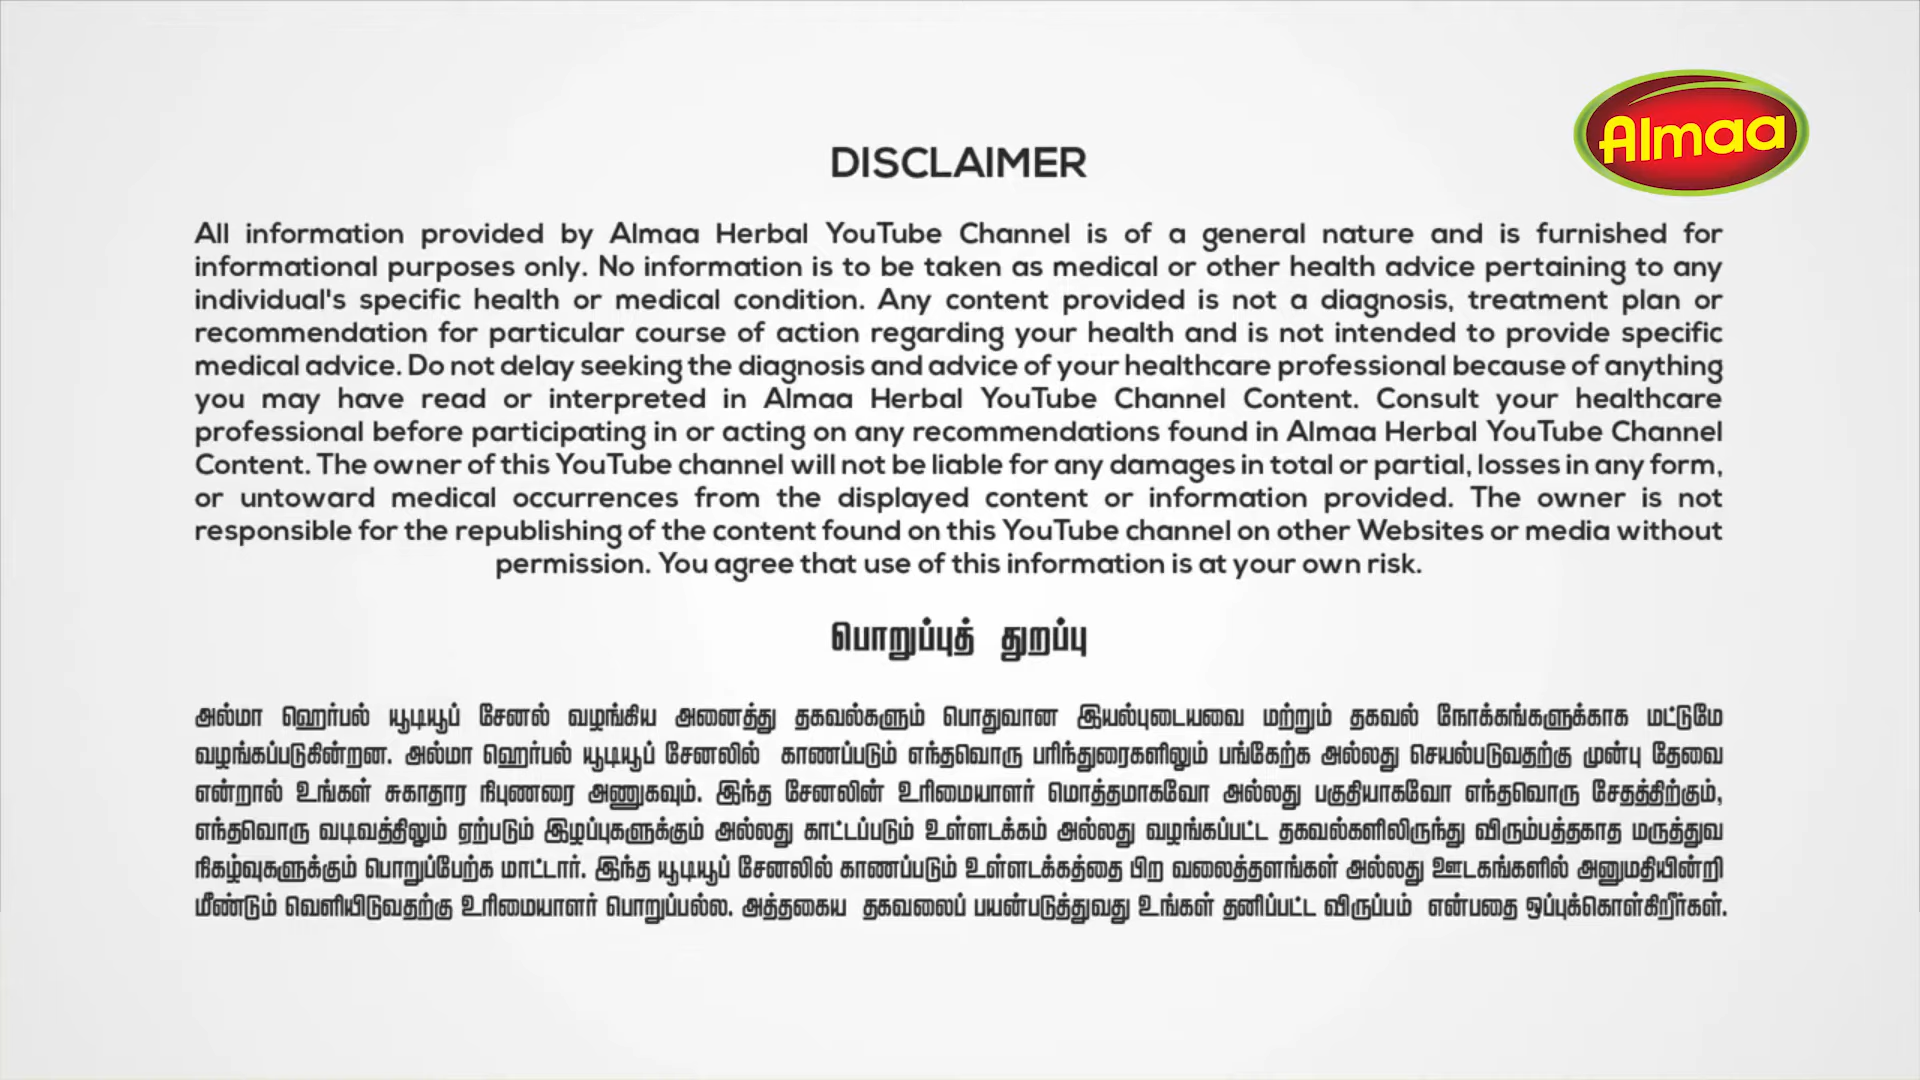 Almaa
DISCLAIMER
All information provided by Almaa Herbal YouTube Channel is of a general nature and is furnished for
informational purposes only. No information is to be taken as medical or other health advice pertaining to any
individual's specific health or medical condition. Any content provided is not a diagnosis, treatment plan or
recommendation for particular course of action regarding your health and is not intended to provide specific
medical advice. Do not delay seeking the diagnosis and advice of your healthcare professional because of anything
you may have read or interpreted in Almaa Herbal YouTube Channel Content. Consult your healthcare
professional before participating in or acting on any recommendations found in Almaa Herbal YouTube Channel
Content. The owner of this YouTube channel will not be liable for any damages in total or partial, losses in any form,
or untoward medical occurrences from the displayed content or information provided. The owner is not
responsible for the republishing of the content found on this YouTube channel on other Websites or media without
permission. You agree that use of this information is at your own risk.
பொறுப்புத் துறப்பு
அல்மா ஹெர்பல் யூடியூப் சேனல் வழங்கிய அனைத்து தகவல்களும் பொதுவான இயல்புடையவை மற்றும் தகவல் நோக்கங்களுக்காக மட்டுமே
வழங்கப்படுகின்றன. அல்மா ஹெர்பல் யூடியூப் சேனலில் காணப்படும் எந்தவொரு பரிந்துரைகளிலும் பங்கேற்க அல்லது செயல்படுவதற்கு முன்பு தேவை
என்றால் உங்கள் சுகாதார நிபுணரை அணுகவும். இந்த சேனலின் உரிமையாளர் மொத்தமாகவோ அல்லது பகுதியாகவோ எந்தவொரு சேதத்திற்கும்,
எந்தவொரு வடிவத்திலும் ஏற்படும் இழப்புகளுக்கும் அல்லது காட்டப்படும் உள்ளடக்கம் அல்லது வழங்கப்பட்ட தகவல்களிலிருந்து விரும்பத்தகாத மருத்துவ
நிகழ்வுகளுக்கும் பொறுப்பேற்க மாட்டார். இந்த யூடியூப் சேனலில் காணப்படும் உள்ளடக்கத்தை பிற வலைத்தளங்கள் அல்லது ஊடகங்களில் அனுமதியின்றி
மீண்டும் வெளியிடுவதற்கு உரிமையாளர் பொறுப்பல்ல. அத்தகைய தகவலைப் பயன்படுத்துவது உங்கள் தனிப்பட்ட விருப்பம் என்பதை ஒப்புக்கொள்கிறீர்கள்.